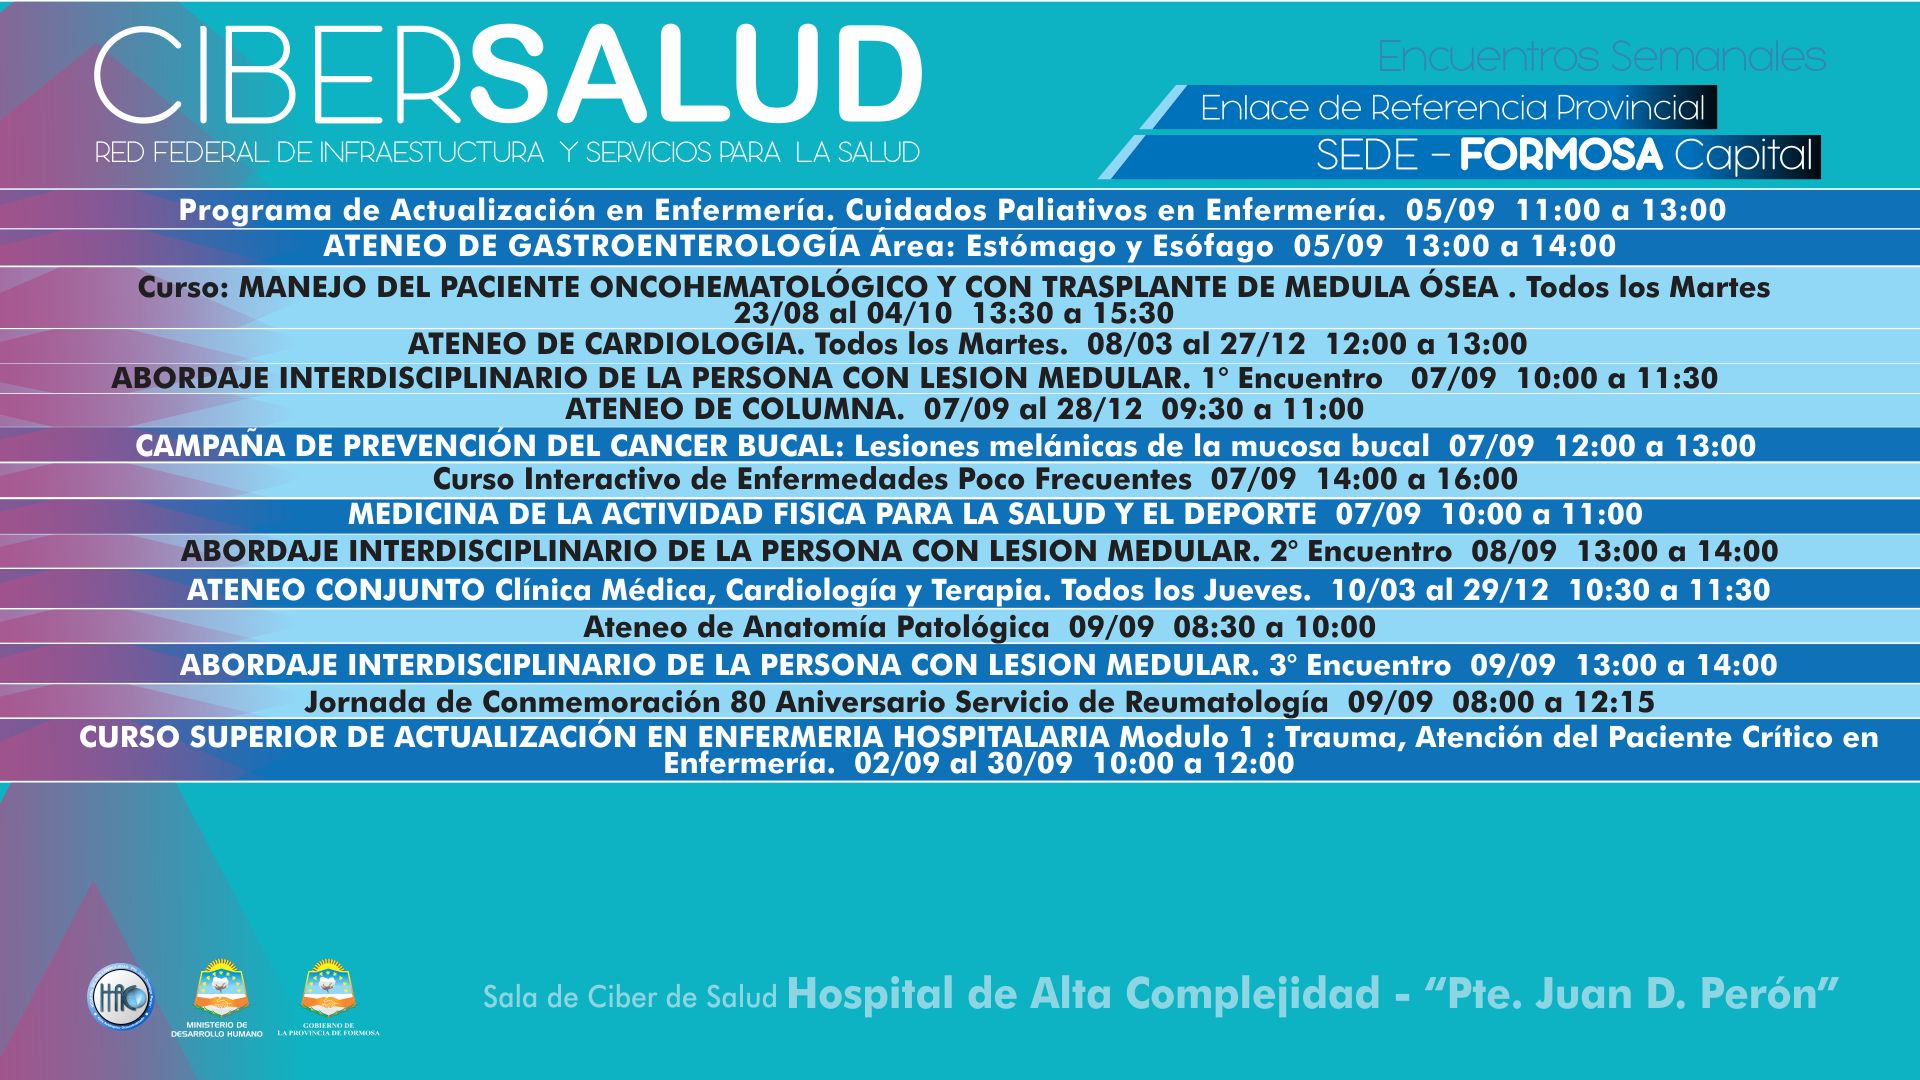 CIBERSALUD
RED FEDERAL DE INFRAESTUCTURA Y SERVICIOS PARA LA SALUD
Encuentros Semanales
Enlace de Referencia Provincial
SEDE - FORMOSA Capital
Programa de Actualización en Enfermería. Cuidados Paliativos en Enfermería. 05/09 11:00 a 13:00
ATENEO DE GASTROENTEROLOGÍA Área: Estómago y Esófago 05/09 13:00 a 14:00
Curso: MANEJO DEL PACIENTE ONCOHEMATOLÓGICO Y CON TRASPLANTE DE MEDULA ÓSEA . Todos los Martes
23/08 al 04/10 13:30 a 15:30
ATENEO DE CARDIOLOGIA. Todos los Martes. 08/03 al 27/12 12:00 a 13:00
ABORDAJE INTERDISCIPLINARIO DE LA PERSONA CON LESION MEDULAR. 1° Encuentro 07/09 10:00 a 11:30
ATENEO DE COLUMNA. 07/09 al 28/12 09:30 a 11:00
CAMPAÑA DE PREVENCIÓN DEL CANCER BUCAL: Lesiones melánicas de la mucosa bucal 07/09 12:00 a 13:00
Curso Interactivo de Enfermedades Poco Frecuentes 07/09 14:00 a 16:00
MEDICINA DE LA ACTIVIDAD FISICA PARA LA SALUD Y EL DEPORTE 07/09 10:00 a 11:00
ABORDAJE INTERDISCIPLINARIO DE LA PERSONA CON LESION MEDULAR. 2° Encuentro 08/09 13:00 a 14:00
ATENEO CONJUNTO Clínica Médica, Cardiología y Terapia. Todos los Jueves. 10/03 al 29/12 10:30 a 11:30
Ateneo de Anatomía Patológica 09/09 08:30 a 10:00
ABORDAJE INTERDISCIPLINARIO DE LA PERSONA CON LESION MEDULAR. 3° Encuentro 09/09 13:00 a 14:00
Jornada de Conmemoración 80 Aniversario Servicio de Reumatología 09/09 08:00 a 12:15
CURSO SUPERIOR DE ACTUALIZACIÓN EN ENFERMERIA HOSPITALARIA Modulo 1 : Trauma, Atención del Paciente Crítico en
Enfermería. 02/09 al 30/09 10:00 a 12:00
HAC
MINISTERIO DE
DESARROLLO HUMANO
GOBIERNO DE
LA PROVINCIA DE FORMOSA
Sala de Ciber de Salud Hospital de Alta Complejidad - “Pte. Juan D. Perón”